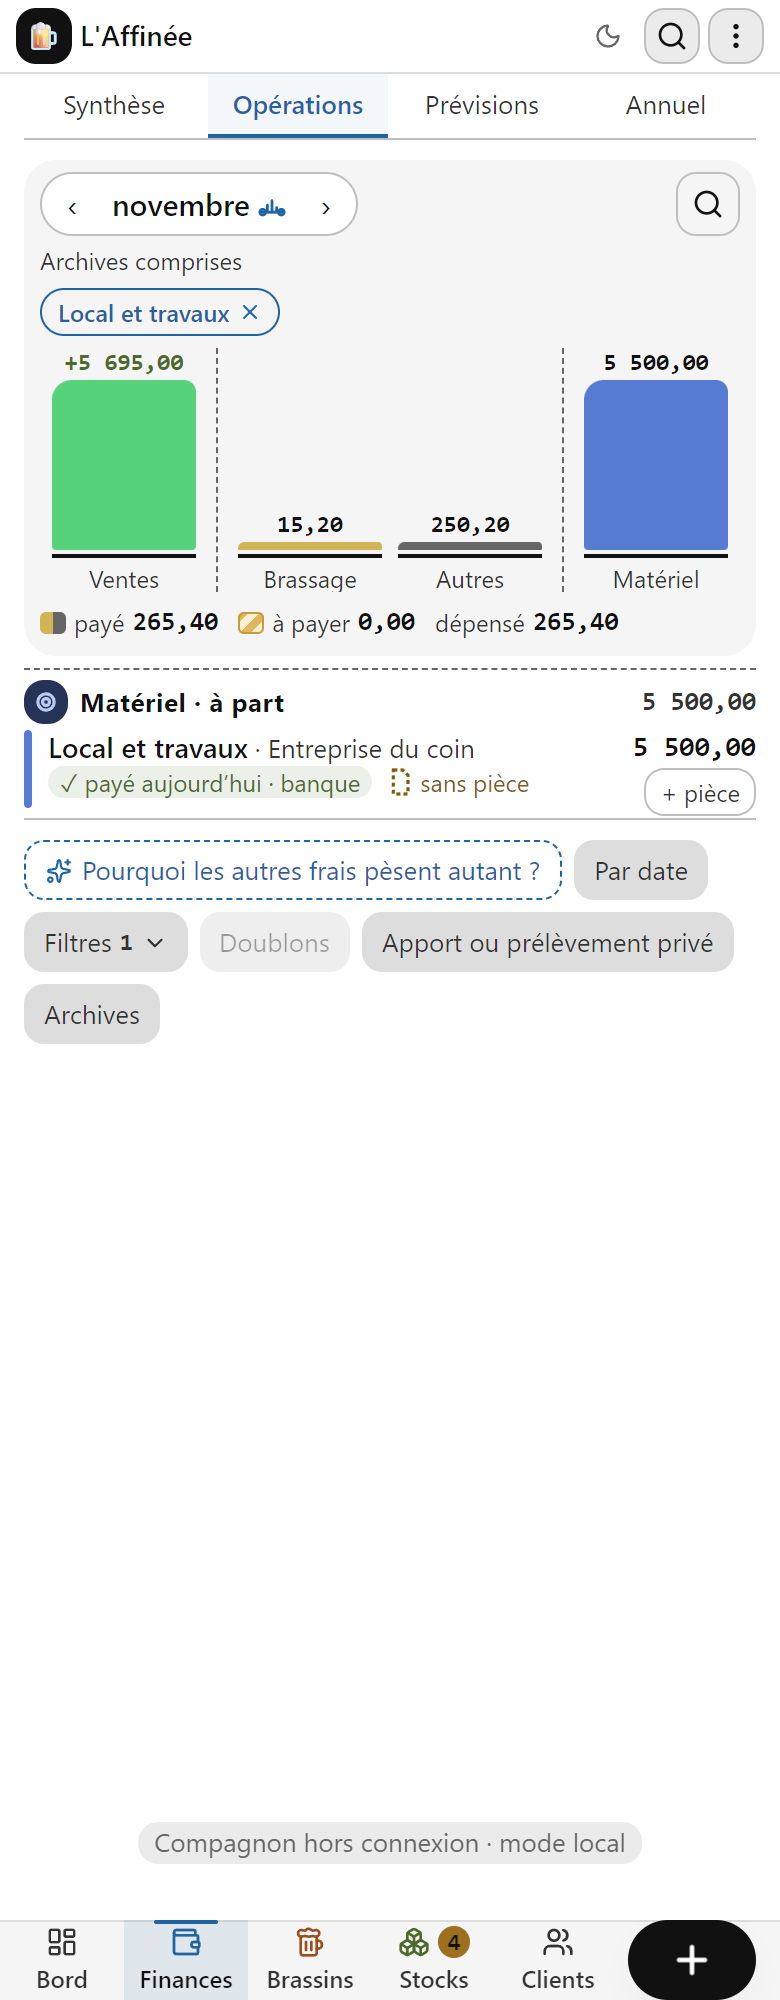 L'Affinée
Synthèse Opérations Prévisions Annuel
‹ novembre ›
Archives comprises
Local et travaux ×
+5 695,00 15,20 250,20 5 500,00
Ventes Brassage Autres Matériel
payé 265,40 à payer 0,00 dépensé 265,40
Matériel · à part 5 500,00
Local et travaux · Entreprise du coin 5 500,00
✓ payé aujourd’hui · banque sans pièce + pièce
Pourquoi les autres frais pèsent autant ? Par date
Filtres 1 Doublons Apport ou prélèvement privé
Archives
Compagnon hors connexion · mode local
Bord Finances Brassins Stocks 4 Clients +